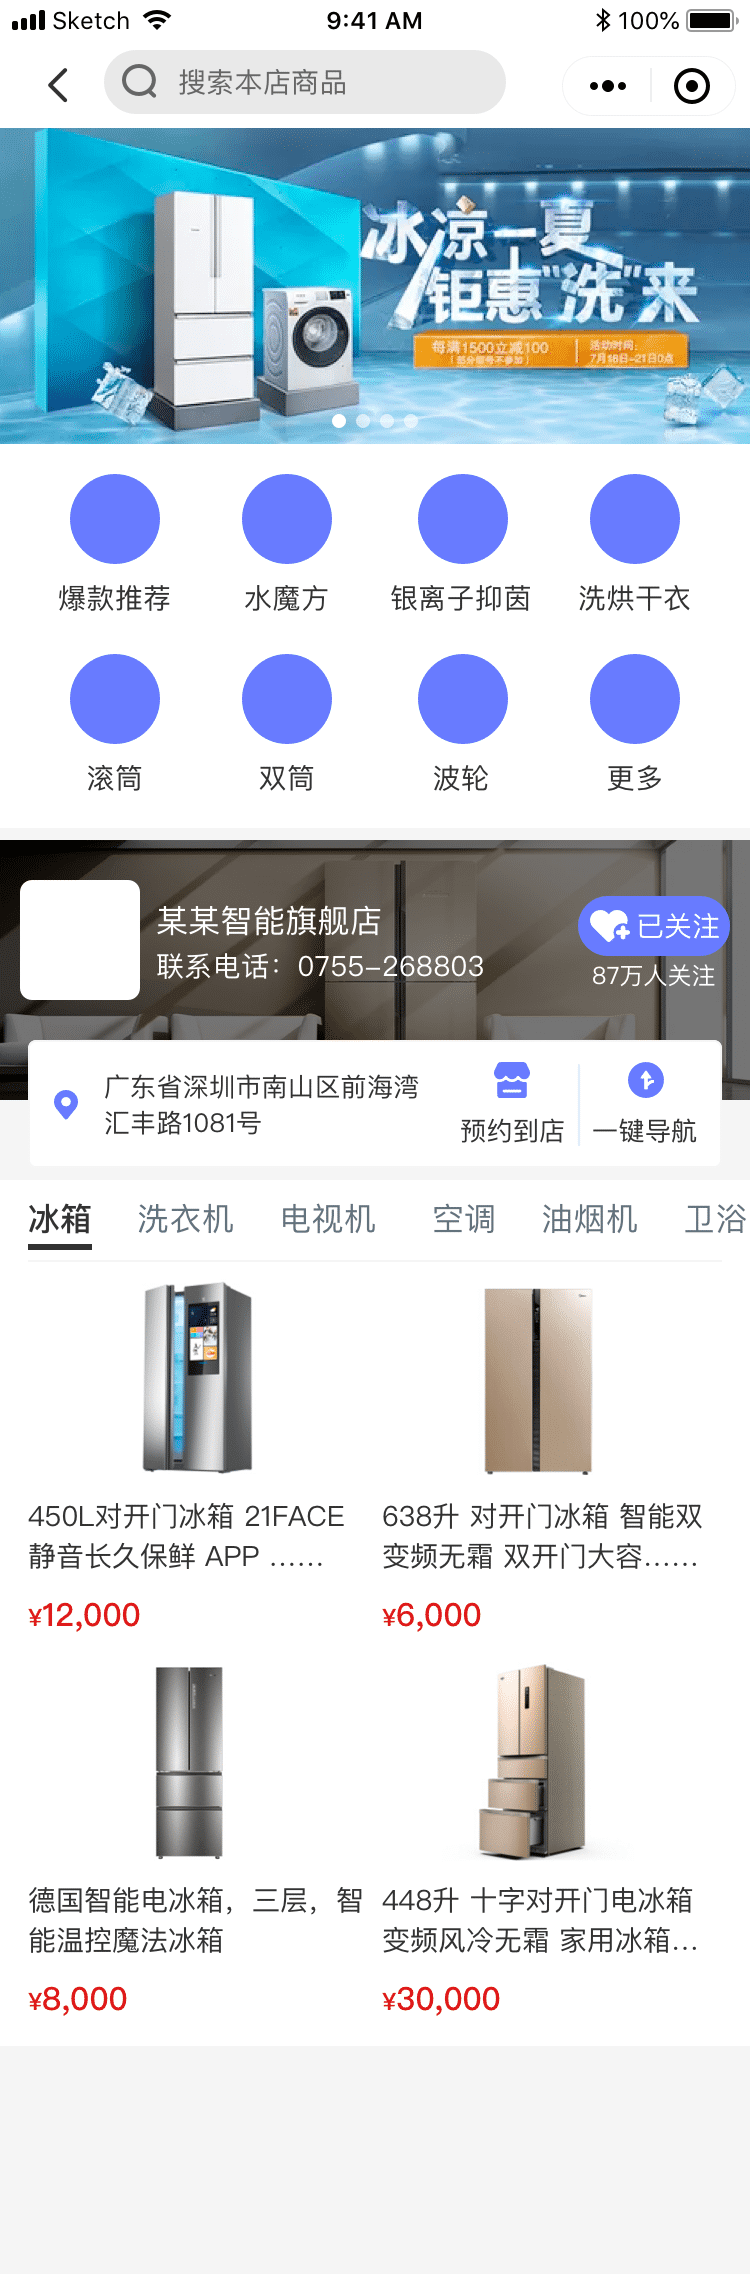 Sketch 9:41 AM 100%
搜索本店商品
冰凉一夏
钜惠"洗"来
每满1500立减100
(部分型号不参加)
活动时间:
7月18日-21日0点
爆款推荐 水魔方 银离子抑菌 洗烘干衣
滚筒 双筒 波轮 更多
某某智能旗舰店
联系电话：0755-268803
已关注
87万人关注
广东省深圳市南山区前海湾
汇丰路1081号
预约到店 一键导航
冰箱 洗衣机 电视机 空调 油烟机 卫浴
450L对开门冰箱 21FACE
静音长久保鲜 APP ……
¥12,000
638升 对开门冰箱 智能双
变频无霜 双开门大容……
¥6,000
德国智能电冰箱，三层，智
能温控魔法冰箱
¥8,000
448升 十字对开门电冰箱
变频风冷无霜 家用冰箱…
¥30,000